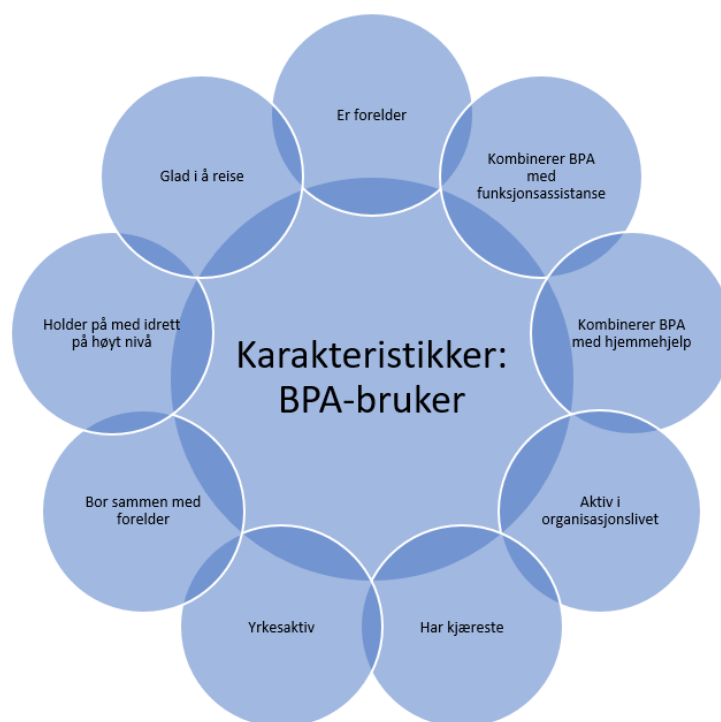 Er forelder
Kombinerer BPA
med
funksjonsassistanse
Kombinerer BPA
med hjemmehjelp
Aktiv i
organisasjonslivet
Har kjæreste
Yrkesaktiv
Bor sammen med
forelder
Holder på med idrett
på høyt nivå
Glad i å reise
Karakteristikker:
BPA-bruker